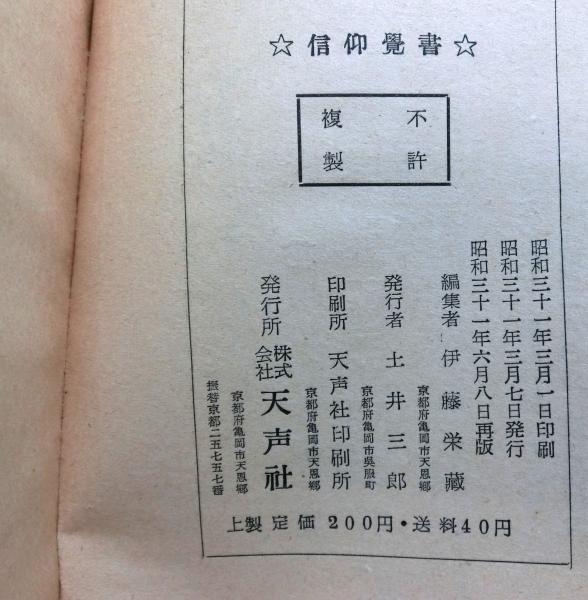 ☆信仰覺書☆
不許
複製
昭和三十一年三月一日印刷
昭和三十一年三月七日発行
昭和三十一年六月八日再版
編集者 伊藤栄藏
京都府亀岡市天恩郷
発行者 土井三郎
京都府亀岡市呉服町
印刷所 天声社印刷所
京都府亀岡市天恩郷
発行所 株式会社 天声社
京都府亀岡市天恩郷
振替京都二五七五七番
上製 定価 200円・送料40円